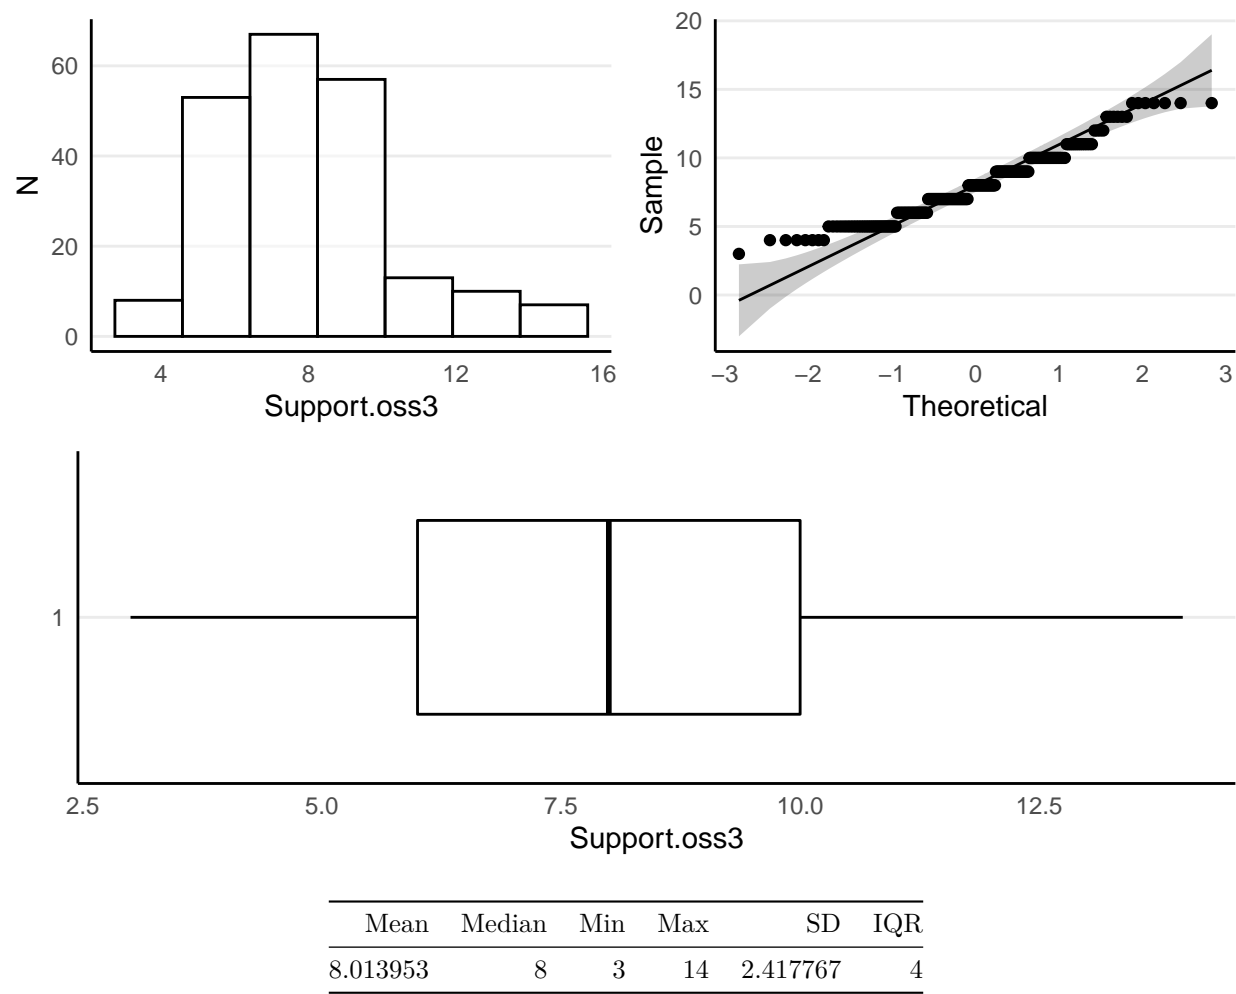 60
40
20
0
N
4 8 12 16
Support.oss3
20
15
10
5
0
Sample
–3 –2 –1 0 1 2 3
Theoretical
1
2.5 5.0 7.5 10.0 12.5
Support.oss3
Mean Median Min Max SD IQR
8.013953 8 3 14 2.417767 4